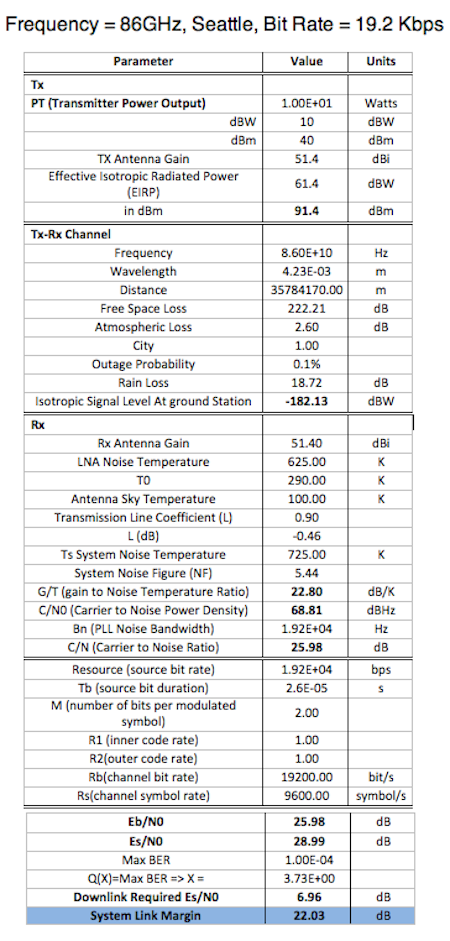 Frequency = 86GHz, Seattle, Bit Rate = 19.2 Kbps
Parameter Value Units
Tx
PT (Transmitter Power Output) 1.00E+01 Watts
dBW 10 dBW
dBm 40 dBm
TX Antenna Gain 51.4 dBi
Effective Isotropic Radiated Power
(EIRP) 61.4 dBW
in dBm 91.4 dBm
Tx-Rx Channel
Frequency 8.60E+10 Hz
Wavelength 4.23E-03 m
Distance 35784170.00 m
Free Space Loss 222.21 dB
Atmospheric Loss 2.60 dB
City 1.00
Outage Probability 0.1%
Rain Loss 18.72 dB
Isotropic Signal Level At ground Station -182.13 dBW
Rx
Rx Antenna Gain 51.40 dBi
LNA Noise Temperature 625.00 K
T0 290.00 K
Antenna Sky Temperature 100.00 K
Transmission Line Coefficient (L) 0.90
L (dB) -0.46
Ts System Noise Temperature 725.00 K
System Noise Figure (NF) 5.44
G/T (gain to Noise Temperature Ratio) 22.80 dB/K
C/N0 (Carrier to Noise Power Density) 68.81 dBHz
Bn (PLL Noise Bandwidth) 1.92E+04 Hz
C/N (Carrier to Noise Ratio) 25.98 dB
Resource (source bit rate) 1.92E+04 bps
Tb (source bit duration) 2.6E-05 s
M (number of bits per modulated
symbol) 2.00
R1 (inner code rate) 1.00
R2(outer code rate) 1.00
Rb(channel bit rate) 19200.00 bit/s
Rs(channel symbol rate) 9600.00 symbol/s
Eb/N0 25.98 dB
Es/N0 28.99 dB
Max BER 1.00E-04
Q(X)=Max BER => X = 3.73E+00
Downlink Required Es/N0 6.96 dB
System Link Margin 22.03 dB